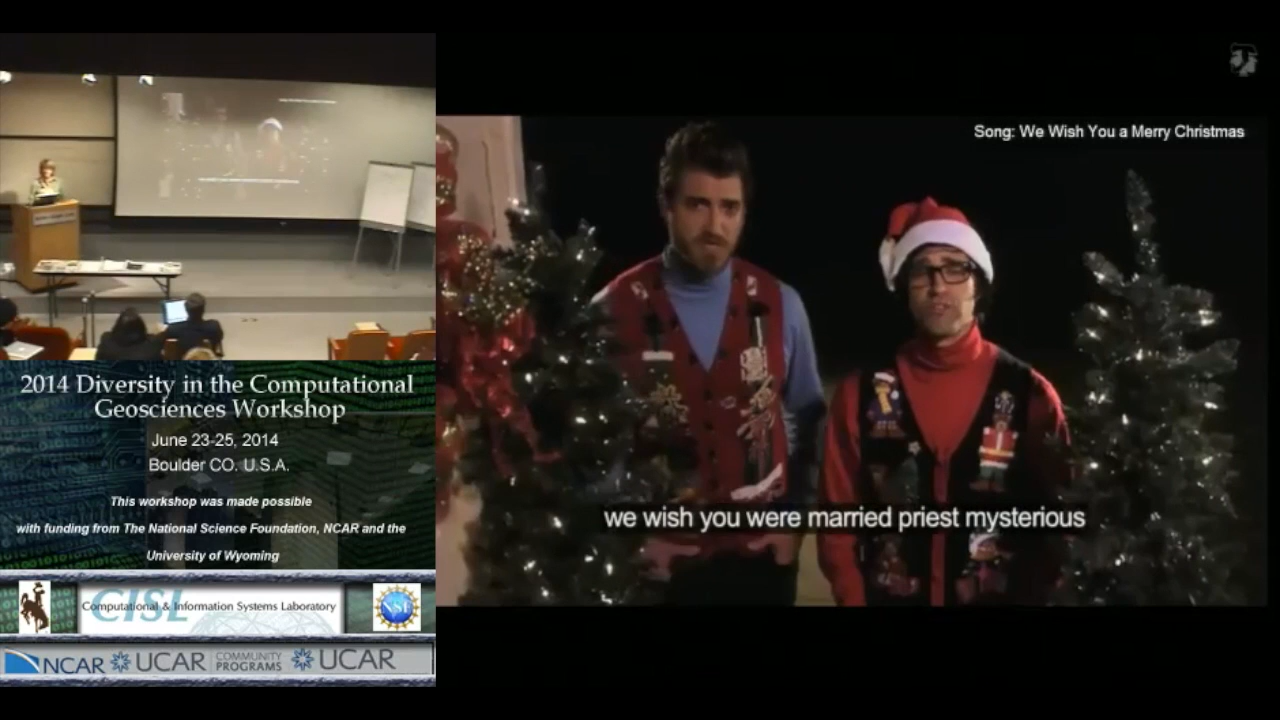 2014 Diversity in the Computational
Geosciences Workshop
June 23-25, 2014
Boulder CO. U.S.A.
This workshop was made possible
with funding from The National Science Foundation, NCAR and the
University of Wyoming
CISL
Computational & Information Systems Laboratory
NSF
NCAR
UCAR
COMMUNITY
PROGRAMS
UCAR
Song: We Wish You a Merry Christmas
we wish you were married priest mysterious